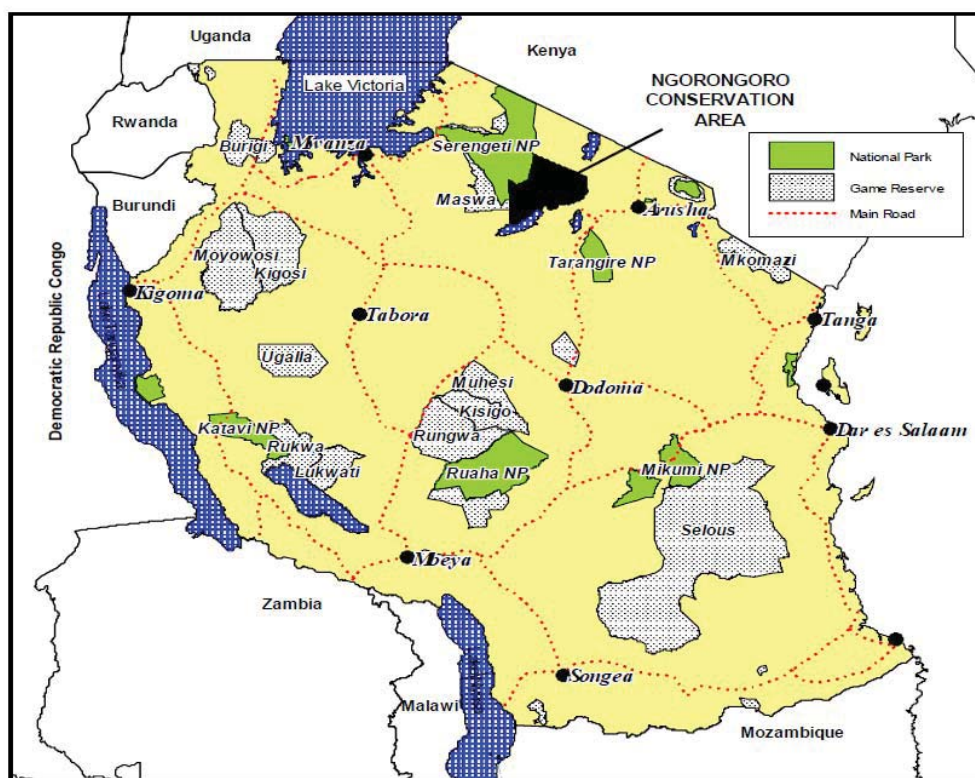 Uganda
Kenya
Lake Victoria
NGORONGORO
CONSERVATION
AREA
Rwanda
Burigi
Mwanza
Serengeti NP
National Park
Game Reserve
Main Road
Burundi
Maswa
Arusha
Moyowosi
Kigosi
Tarangire NP
Mkomazi
Kigoma
Tabora
Tanga
Democratic Republic Congo
Ugalla
Muhesi
Dodoma
Kisigo
Katavi NP
Rungwa
Dar es Salaam
Rukwa
Lukwati
Ruaha NP
Mikumi NP
Selous
Mbeya
Zambia
Songea
Malawi
Mozambique